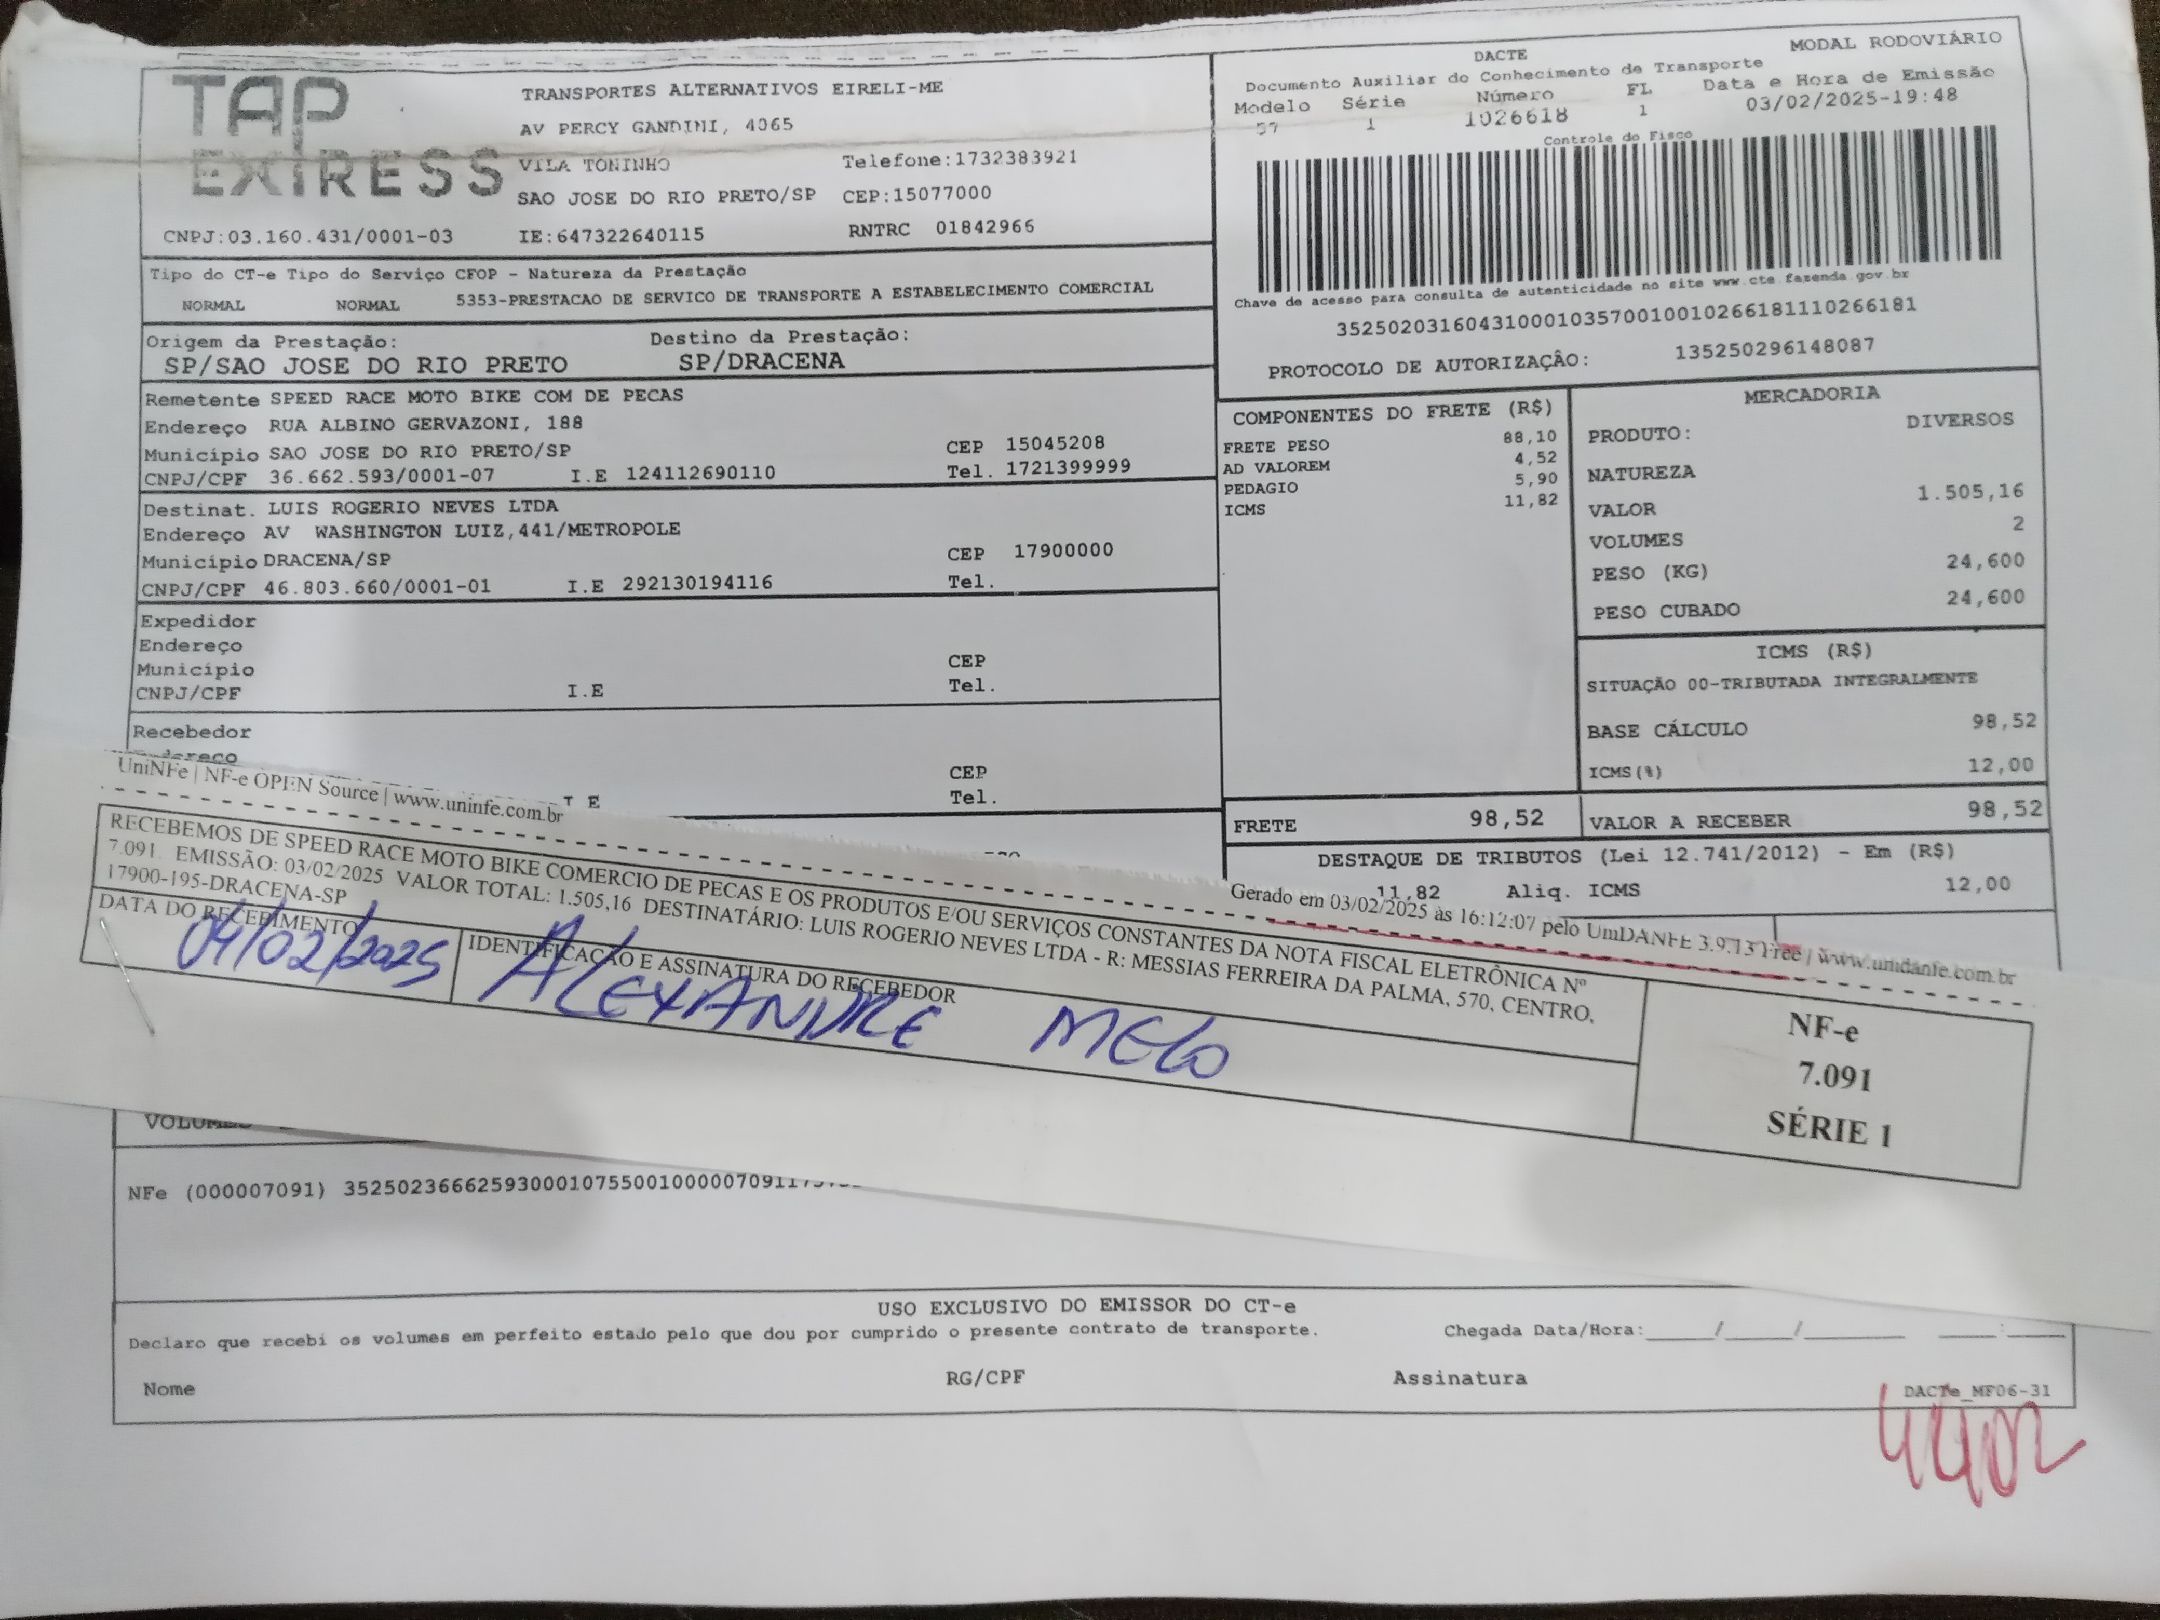 TAP EXPRESS
TRANSPORTES ALTERNATIVOS EIRELI-ME
AV PERCY GANDINI, 4065
VILA TONINHO Telefone:1732383921
SAO JOSE DO RIO PRETO/SP CEP:15077000
CNPJ:03.160.431/0001-03 IE:647322640115 RNTRC 01842966
DACTE MODAL RODOVIÁRIO
Documento Auxiliar do Conhecimento de Transporte
Modelo Série Número FL Data e Hora de Emissão
57 1 1026618 1 03/02/2025-19:48
Controle do Fisco
Chave de acesso para consulta de autenticidade no site www.cte.fazenda.gov.br
35250203160431000103570010010266181110266181
PROTOCOLO DE AUTORIZAÇÃO: 135250296148087
Tipo do CT-e Tipo do Serviço CFOP - Natureza da Prestação
NORMAL NORMAL 5353-PRESTACAO DE SERVICO DE TRANSPORTE A ESTABELECIMENTO COMERCIAL
Origem da Prestação: Destino da Prestação:
SP/SAO JOSE DO RIO PRETO SP/DRACENA
Remetente SPEED RACE MOTO BIKE COM DE PECAS
Endereço RUA ALBINO GERVAZONI, 188
Município SAO JOSE DO RIO PRETO/SP CEP 15045208
CNPJ/CPF 36.662.593/0001-07 I.E 124112690110 Tel. 1721399999
Destinat. LUIS ROGERIO NEVES LTDA
Endereço AV WASHINGTON LUIZ,441/METROPOLE
Município DRACENA/SP CEP 17900000
CNPJ/CPF 46.803.660/0001-01 I.E 292130194116 Tel.
Expedidor
Endereço
Município CEP
CNPJ/CPF I.E Tel.
Recebedor
Endereço
CEP
I E Tel.
COMPONENTES DO FRETE (R$)
FRETE PESO 88,10
AD VALOREM 4,52
PEDAGIO 5,90
ICMS 11,82
MERCADORIA
PRODUTO: DIVERSOS
NATUREZA
VALOR 1.505,16
VOLUMES 2
PESO (KG) 24,600
PESO CUBADO 24,600
ICMS (R$)
SITUAÇÃO 00-TRIBUTADA INTEGRALMENTE
BASE CÁLCULO 98,52
ICMS(%) 12,00
FRETE 98,52 VALOR A RECEBER 98,52
DESTAQUE DE TRIBUTOS (Lei 12.741/2012) - Em (R$)
11,82 Aliq. ICMS 12,00
UniNFe | NF-e OPEN Source | www.uninfe.com.br
Gerado em 03/02/2025 às 16:12:07 pelo UniDANFE 3.9.13 Free | www.unidanfe.com.br
RECEBEMOS DE SPEED RACE MOTO BIKE COMERCIO DE PECAS E OS PRODUTOS E/OU SERVIÇOS CONSTANTES DA NOTA FISCAL ELETRÔNICA Nº
7.091. EMISSÃO: 03/02/2025 VALOR TOTAL: 1.505,16 DESTINATÁRIO: LUIS ROGERIO NEVES LTDA - R: MESSIAS FERREIRA DA PALMA, 570, CENTRO,
17900-195-DRACENA-SP
DATA DO RECEBIMENTO IDENTIFICAÇÃO E ASSINATURA DO RECEBEDOR
04/02/2025 ALEXANDRE MELO
NF-e
7.091
SÉRIE 1
VOLUMES
NFe (000007091) 352502366625930001075500100000709117
USO EXCLUSIVO DO EMISSOR DO CT-e
Declaro que recebi os volumes em perfeito estado pelo que dou por cumprido o presente contrato de transporte. Chegada Data/Hora:_____/_____/_______ ____:____
Nome RG/CPF Assinatura
DACTe_MF06-31